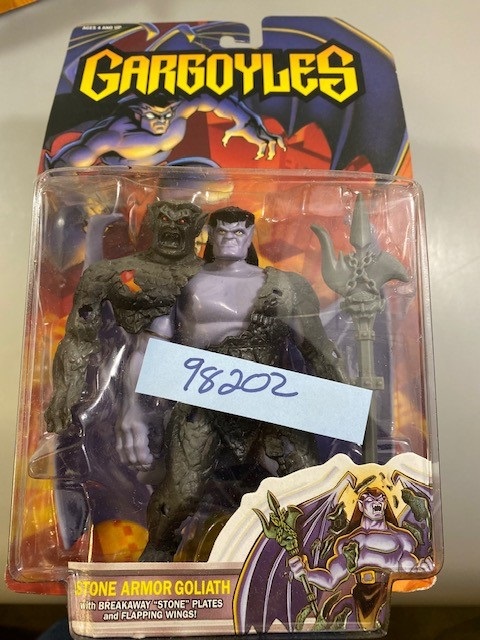 AGES 4 AND UP
GARGOYLES
98202
STONE ARMOR GOLIATH
with BREAKAWAY "STONE" PLATES
and FLAPPING WINGS!